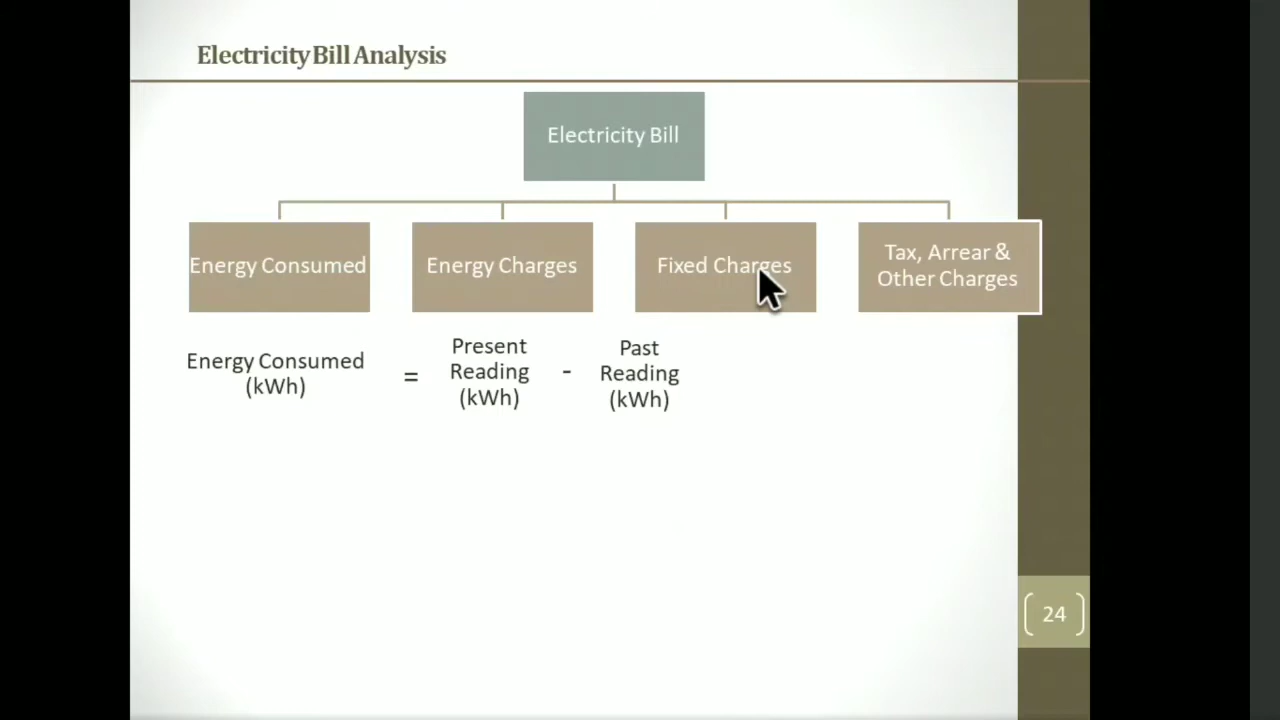 Electricity Bill Analysis
Electricity Bill
Energy Consumed
Energy Charges
Fixed Charges
Tax, Arrear &
Other Charges
Energy Consumed
(kWh)
=
Present
Reading
(kWh)
-
Past
Reading
(kWh)
24